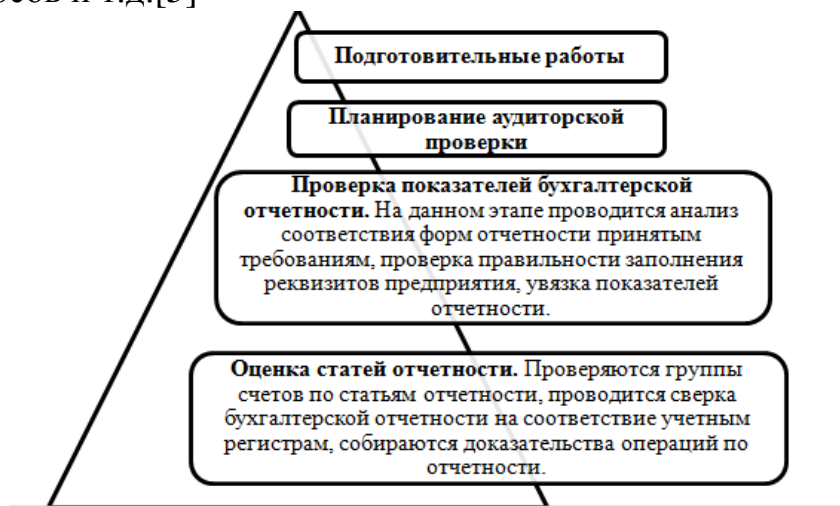 и т.д.[5]
Подготовительные работы
Планирование аудиторской
проверки
Проверка показателей бухгалтерской
отчетности. На данном этапе проводится анализ
соответствия форм отчетности принятым
требованиям, проверка правильности заполнения
реквизитов предприятия, увязка показателей
отчетности.
Оценка статей отчетности. Проверяются группы
счетов по статьям отчетности, проводится сверка
бухгалтерской отчетности на соответствие учетным
регистрам, собираются доказательства операций по
отчетности.